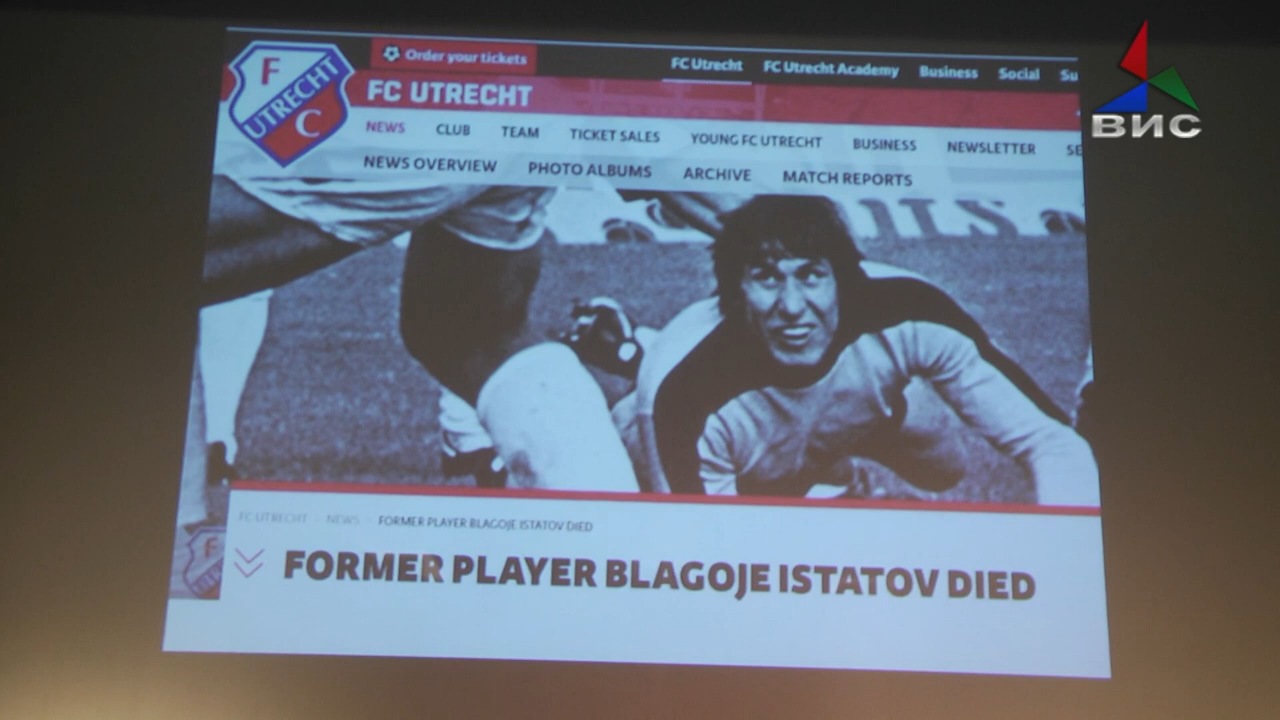 Order your tickets
FC Utrecht FC Utrecht Academy Business Social Su
F
UTRECHT
C
FC UTRECHT
NEWS CLUB TEAM TICKET SALES YOUNG FC UTRECHT BUSINESS NEWSLETTER SE
NEWS OVERVIEW PHOTO ALBUMS ARCHIVE MATCH REPORTS
ВИС
FC UTRECHT NEWS FORMER PLAYER BLAGOJE ISTATOV DIED
FORMER PLAYER BLAGOJE ISTATOV DIED